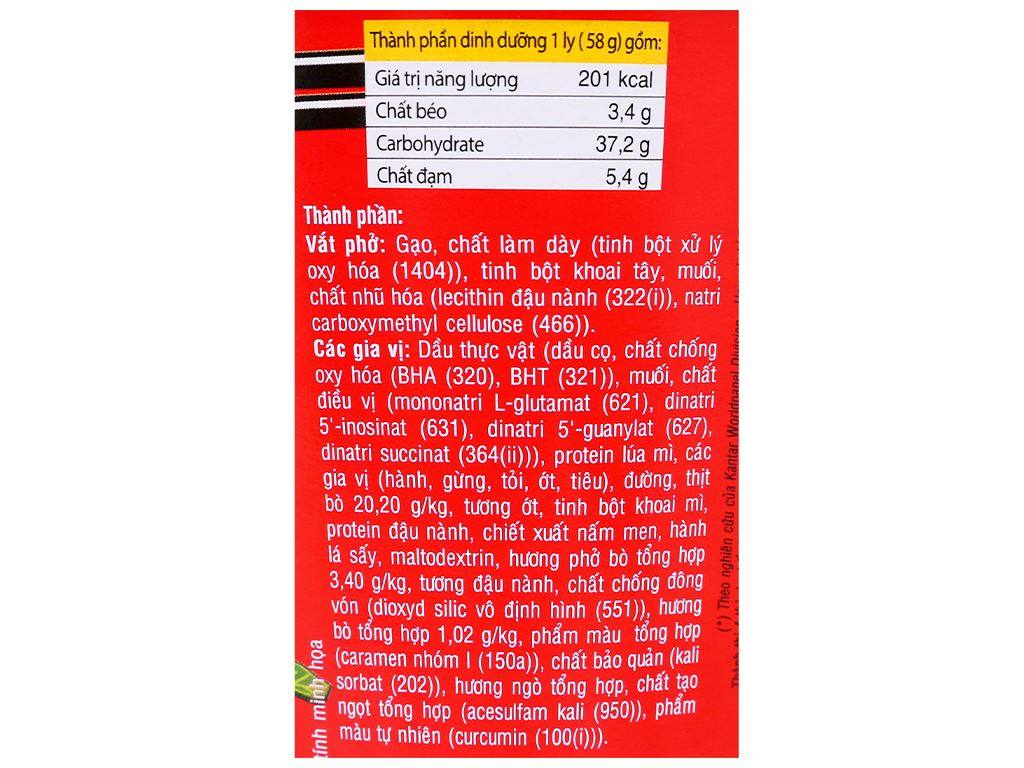 Thành phần dinh dưỡng 1 ly ( 58 g) gồm:
Giá trị năng lượng 201 kcal
Chất béo 3,4 g
Carbohydrate 37,2 g
Chất đạm 5,4 g
Thành phần:
Vắt phở: Gạo, chất làm dày (tinh bột xử lý
oxy hóa (1404)), tinh bột khoai tây, muối,
chất nhũ hóa (lecithin đậu nành (322(i)), natri
carboxymethyl cellulose (466)).
Các gia vị: Dầu thực vật (dầu cọ, chất chống
oxy hóa (BHA (320), BHT (321)), muối, chất
điều vị (mononatri L-glutamat (621), dinatri
5'-inosinat (631), dinatri 5'-guanylat (627),
dinatri succinat (364(ii))), protein lúa mì, các
gia vị (hành, gừng, tỏi, ớt, tiêu), đường, thịt
bò 20,20 g/kg, tương ớt, tinh bột khoai mì,
protein đậu nành, chiết xuất nấm men, hành
lá sấy, maltodextrin, hương phở bò tổng hợp
3,40 g/kg, tương đậu nành, chất chống đông
vón (dioxyd silic vô định hình (551)), hương
bò tổng hợp 1,02 g/kg, phẩm màu tổng hợp
(caramen nhóm I (150a)), chất bảo quản (kali
sorbat (202)), hương ngò tổng hợp, chất tạo
ngọt tổng hợp (acesulfam kali (950)), phẩm
màu tự nhiên (curcumin (100(i))).
tính minh họa
(*) Theo nghiên cứu của Kantar Worldpanel Division,